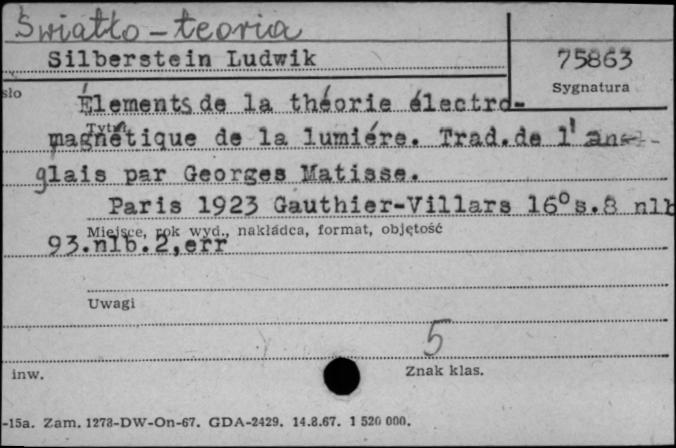 Światło - teoria
Silberstein Ludwik
75863
Sygnatura
sło
Élements de la théorie électro-
Tytuł
magnétique de la lumiére. Trad.de l'an-
glais par Georges Matisse.
Paris 1923 Gauthier-Villars 16° s.8 nlb
Miejsce, rok wyd., nakładca, format, objętość
93.nlb.2,err
Uwagi
5
inw.
Znak klas.
-15a. Zam. 1273-DW-On-67. GDA-2429. 14.8.67. 1 520 000.